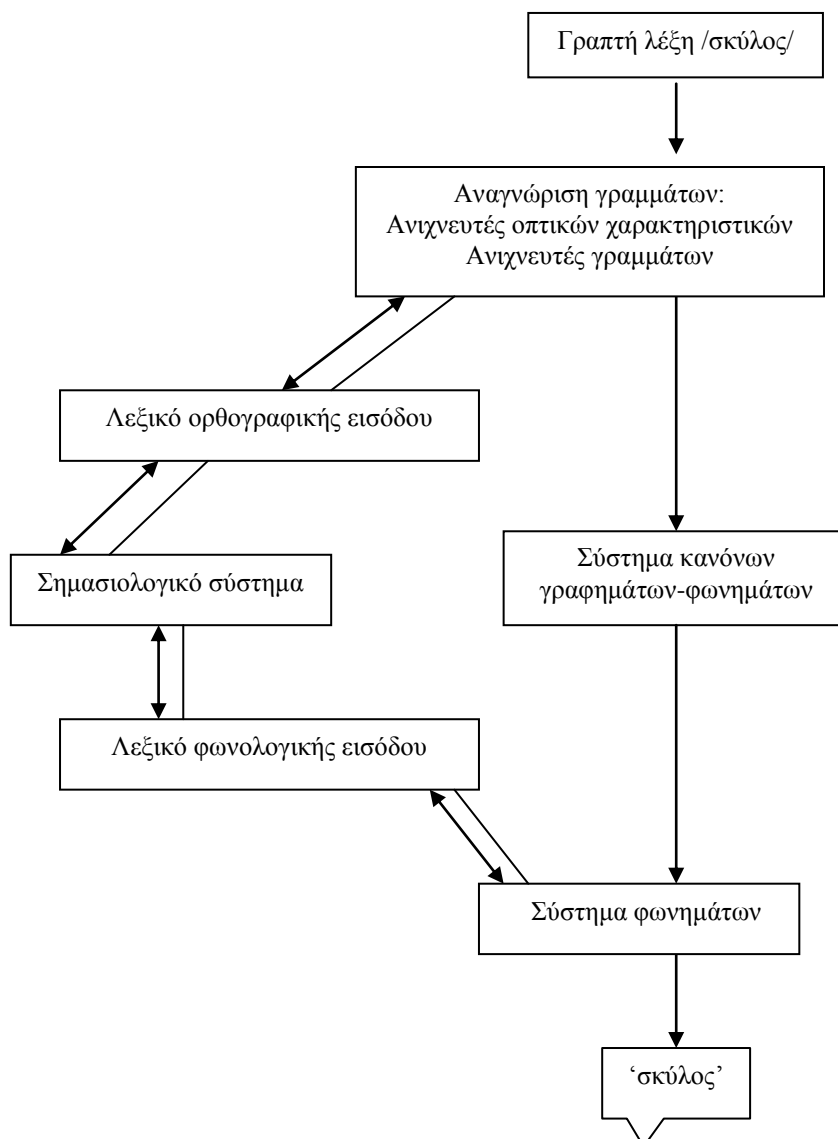 Γραπτή λέξη /σκύλος/
Αναγνώριση γραμμάτων:
Ανιχνευτές οπτικών χαρακτηριστικών
Ανιχνευτές γραμμάτων
Λεξικό ορθογραφικής εισόδου
Σημασιολογικό σύστημα
Σύστημα κανόνων
γραφημάτων-φωνημάτων
Λεξικό φωνολογικής εισόδου
Σύστημα φωνημάτων
‘σκύλος’